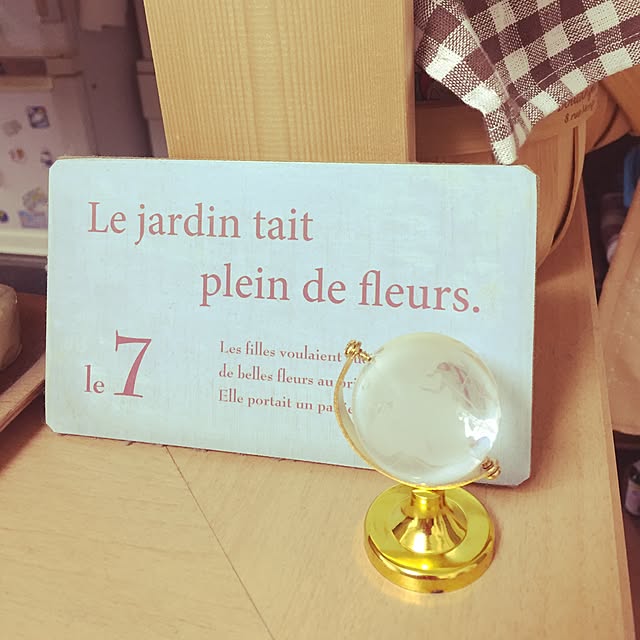 Le jardin tait
plein de fleurs.
le 7
Les filles voulaient
de belles fleurs au
Elle portait un